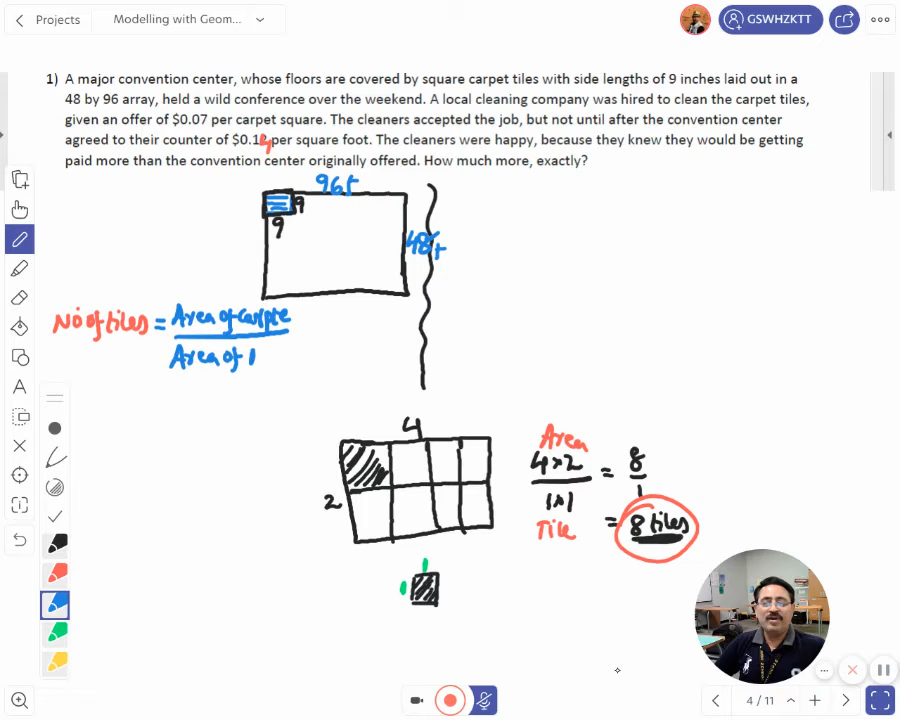 Projects
Modelling with Geom...
GSWHZKTT
1) A major convention center, whose floors are covered by square carpet tiles with side lengths of 9 inches laid out in a
48 by 96 array, held a wild conference over the weekend. A local cleaning company was hired to clean the carpet tiles,
given an offer of $0.07 per carpet square. The cleaners accepted the job, but not until after the convention center
agreed to their counter of $0.14 per square foot. The cleaners were happy, because they knew they would be getting
paid more than the convention center originally offered. How much more, exactly?
96ft
9
9
48ft
No of tiles = Area of carpte
Area of 1
4
2
Area
4×2 = 8
1×1 1
Tile = 8 tiles
1
1
A
4 / 11